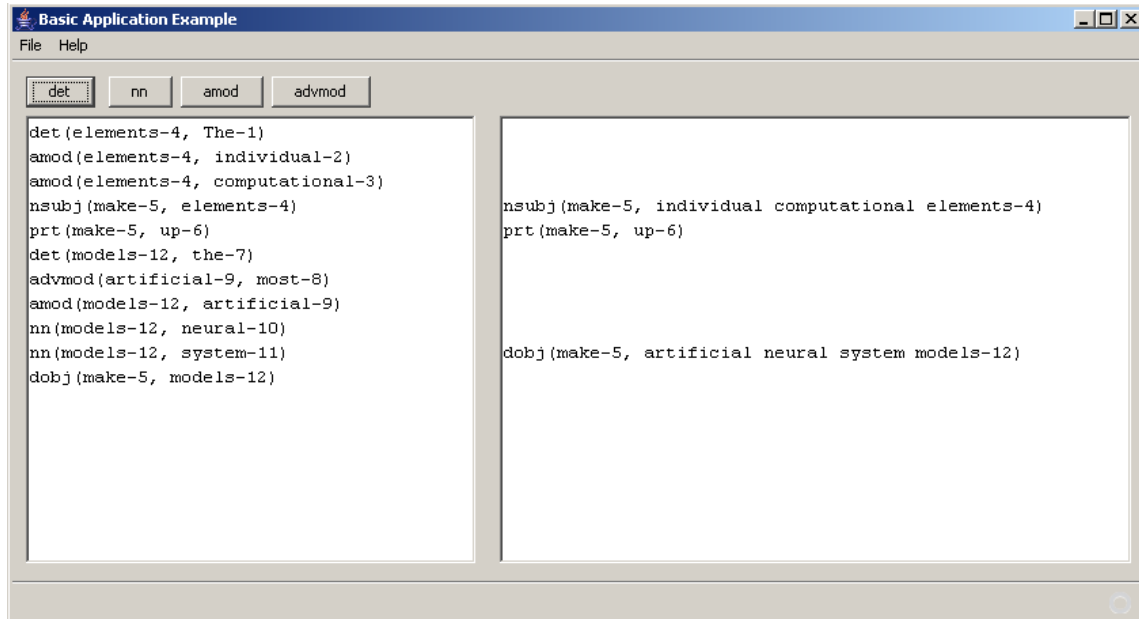 Basic Application Example
File Help
det nn amod advmod
det(elements-4, The-1)
amod(elements-4, individual-2)
amod(elements-4, computational-3)
nsubj(make-5, elements-4)
prt(make-5, up-6)
det(models-12, the-7)
advmod(artificial-9, most-8)
amod(models-12, artificial-9)
nn(models-12, neural-10)
nn(models-12, system-11)
dobj(make-5, models-12)
nsubj(make-5, individual computational elements-4)
prt(make-5, up-6)
dobj(make-5, artificial neural system models-12)